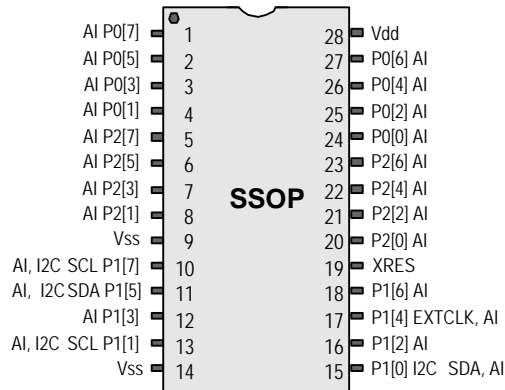 AI P0[7] 1 28 Vdd
AI P0[5] 2 27 P0[6] AI
AI P0[3] 3 26 P0[4] AI
AI P0[1] 4 25 P0[2] AI
AI P2[7] 5 24 P0[0] AI
AI P2[5] 6 23 P2[6] AI
AI P2[3] 7 22 P2[4] AI
SSOP
AI P2[1] 8 21 P2[2] AI
Vss 9 20 P2[0] AI
AI, I2C SCL P1[7] 10 19 XRES
AI, I2C SDA P1[5] 11 18 P1[6] AI
AI P1[3] 12 17 P1[4] EXTCLK, AI
AI, I2C SCL P1[1] 13 16 P1[2] AI
Vss 14 15 P1[0] I2C SDA, AI